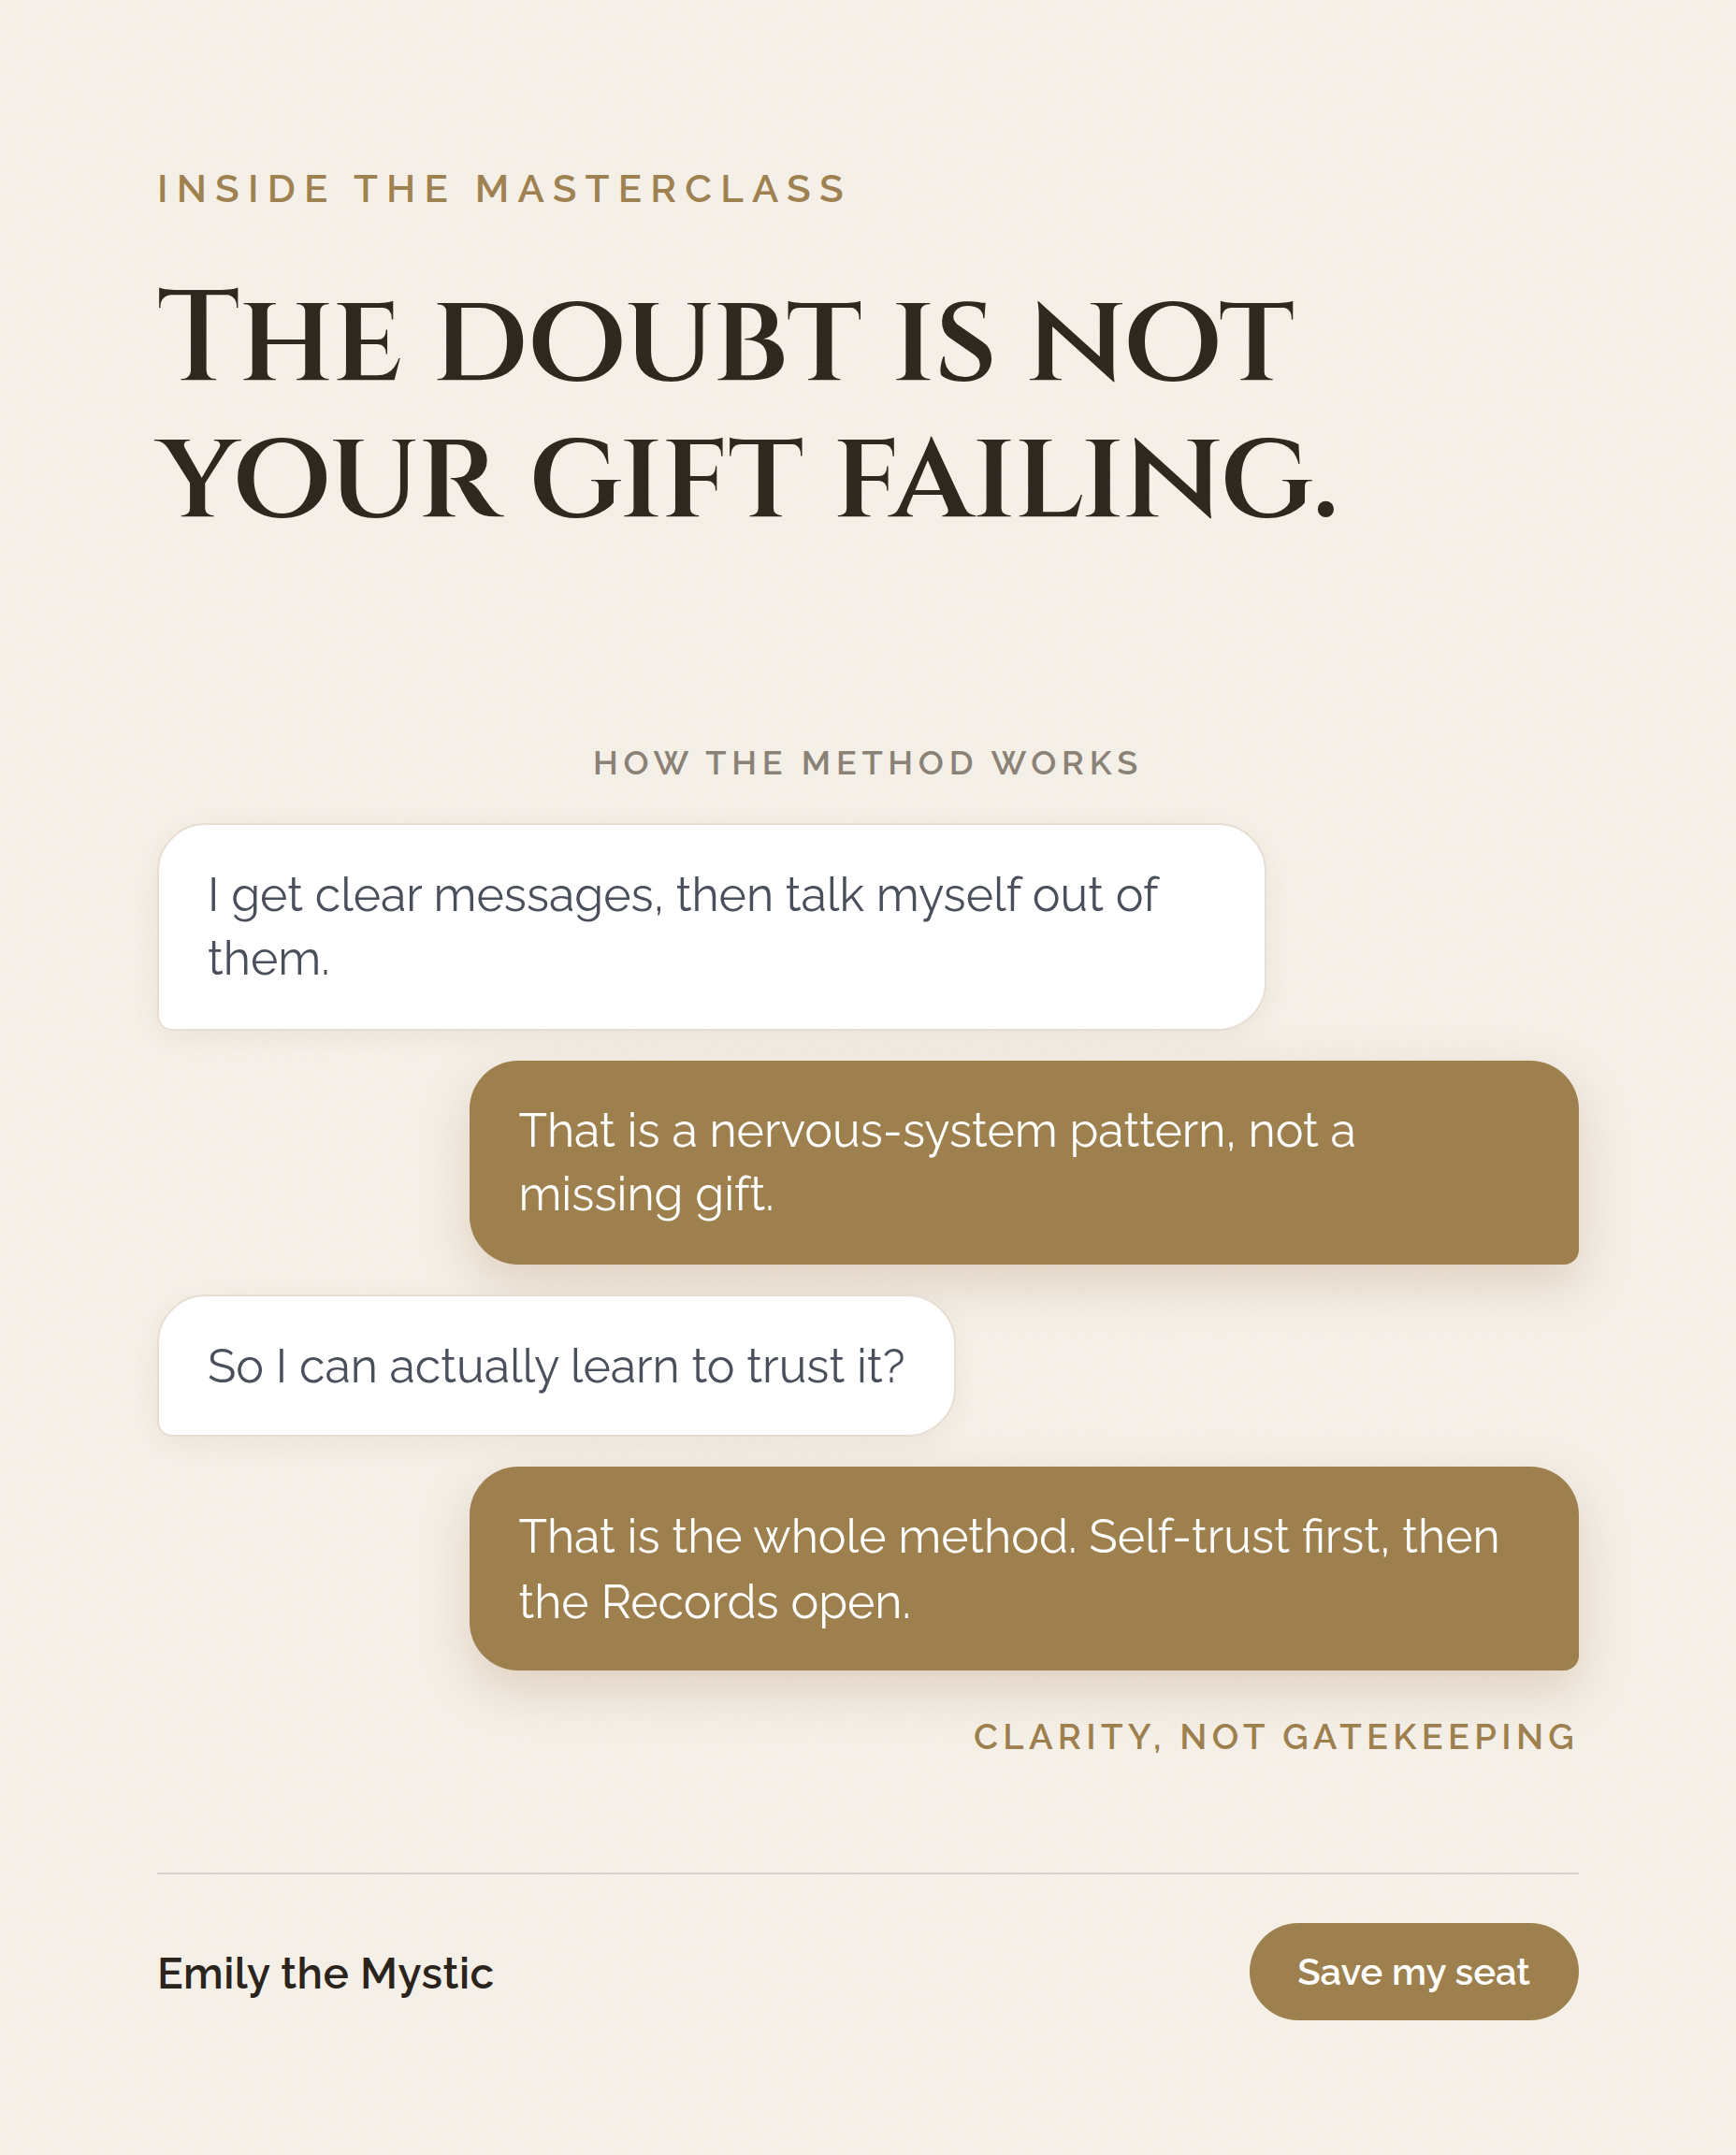 INSIDE THE MASTERCLASS
The doubt is not
your gift failing.
HOW THE METHOD WORKS
I get clear messages, then talk myself out of
them.
That is a nervous-system pattern, not a
missing gift.
So I can actually learn to trust it?
That is the whole method. Self-trust first, then
the Records open.
CLARITY, NOT GATEKEEPING
Emily the Mystic
Save my seat